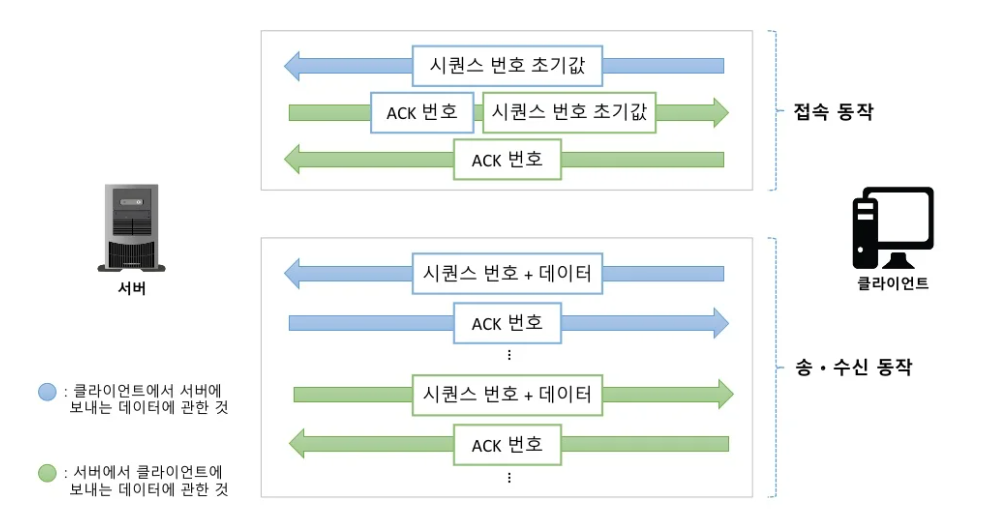 시퀀스 번호 초기값
ACK 번호
시퀀스 번호 초기값
ACK 번호
접속 동작
서버
클라이언트
시퀀스 번호 + 데이터
ACK 번호
⋮
시퀀스 번호 + 데이터
ACK 번호
⋮
송・수신 동작
: 클라이언트에서 서버에
보내는 데이터에 관한 것
: 서버에서 클라이언트에
보내는 데이터에 관한 것